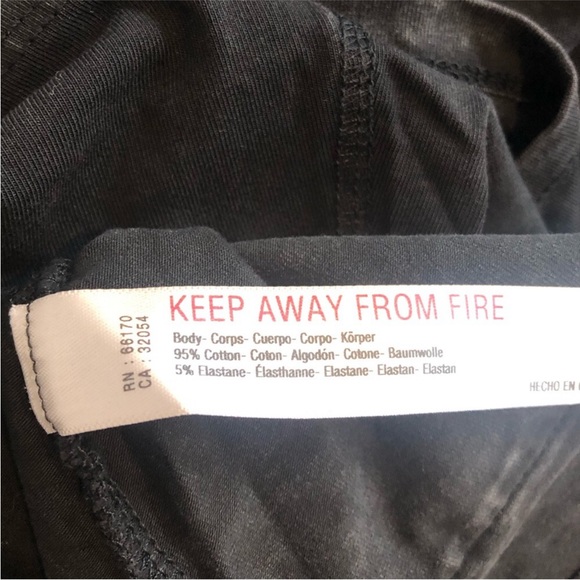 KEEP AWAY FROM FIRE
Body- Corps- Cuerpo- Corpo- Körper
95% Cotton- Coton- Algodón- Cotone- Baumwolle
5% Elastane- Élasthanne- Elastane- Elastan- Elastan
HECHO EN
RN : 66170
CA : 32054